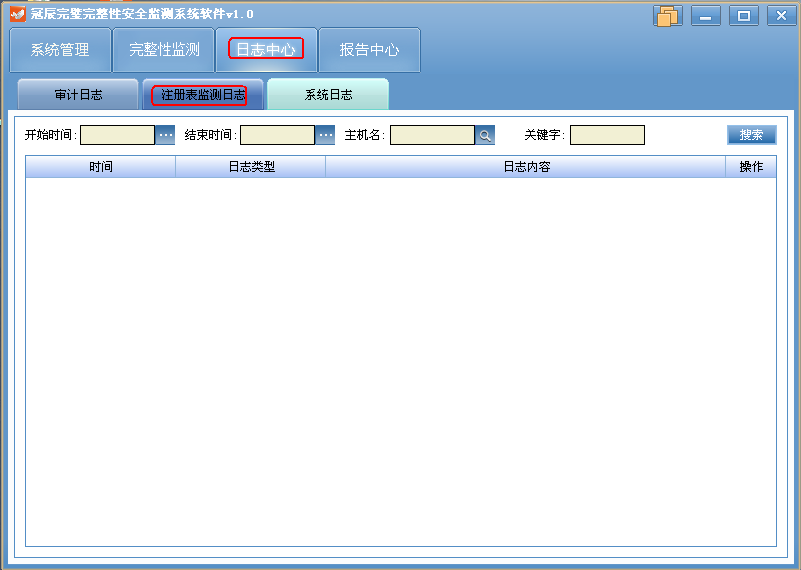 冠辰完璧完整性安全监测系统软件v1.0
系统管理 完整性监测 日志中心 报告中心
审计日志 注册表监测日志 系统日志
开始时间: 结束时间: 主机名: 关键字: 搜索
时间 日志类型 日志内容 操作